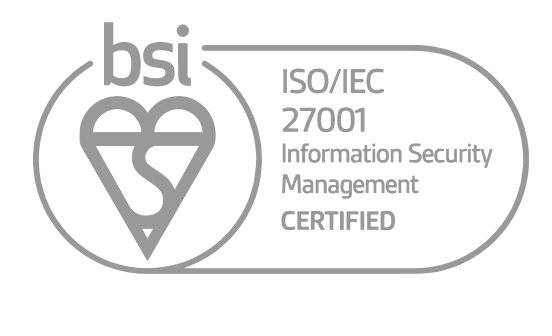 bsi
ISO/IEC
27001
Information Security
Management
CERTIFIED